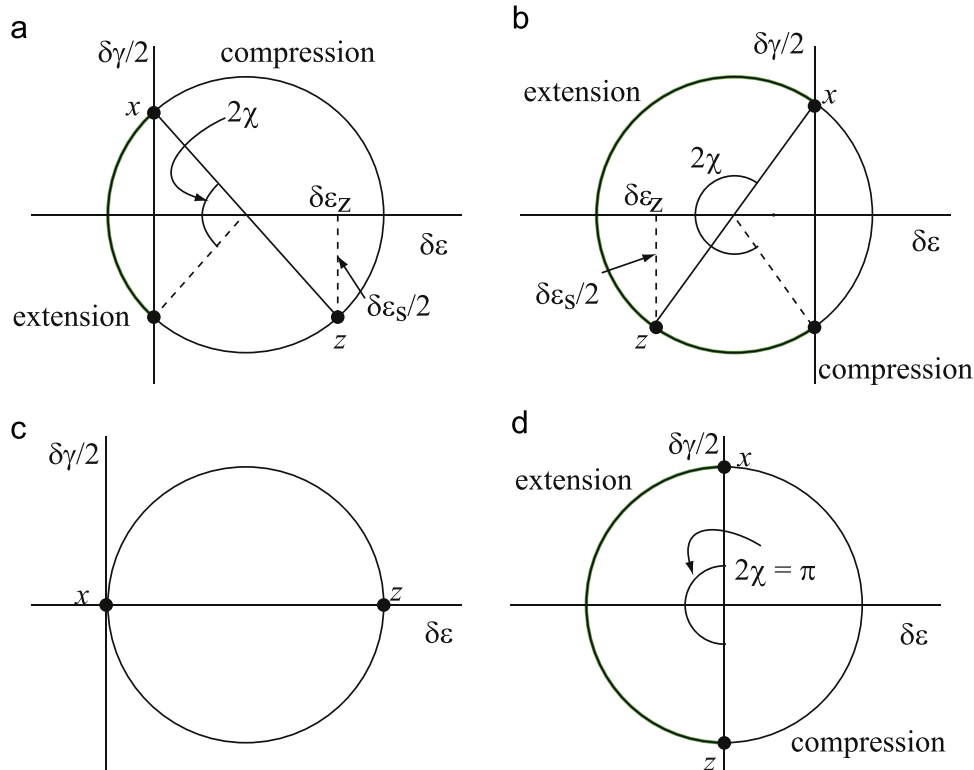 a
δγ/2
compression
x
2χ
δεz
δε
δεs/2
extension
z
b
δγ/2
extension
x
2χ
δεz
δε
δεs/2
z
compression
c
δγ/2
x
z
δε
d
δγ/2
x
extension
2χ = π
δε
compression
z